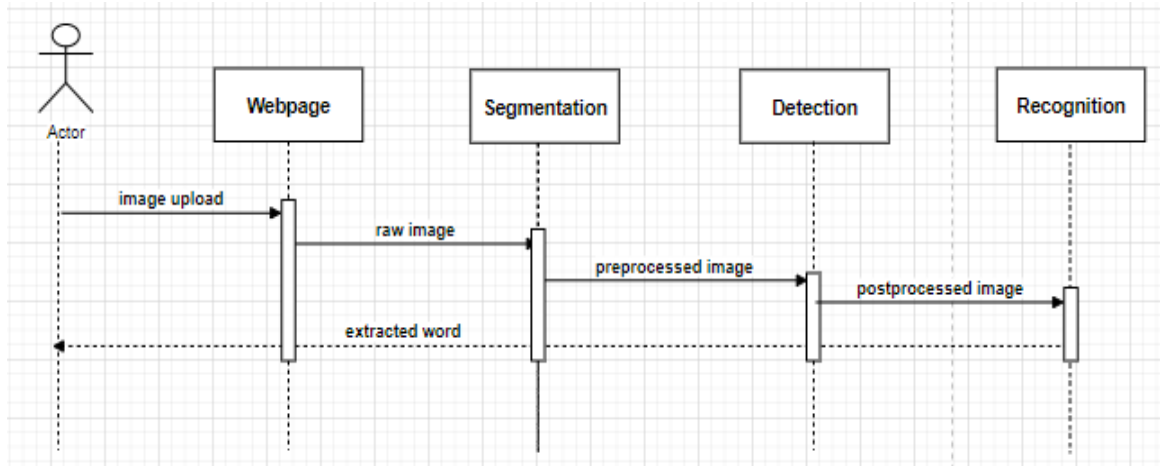 Webpage
Segmentation
Detection
Recognition
Actor
image upload
raw image
preprocessed image
postprocessed image
extracted word